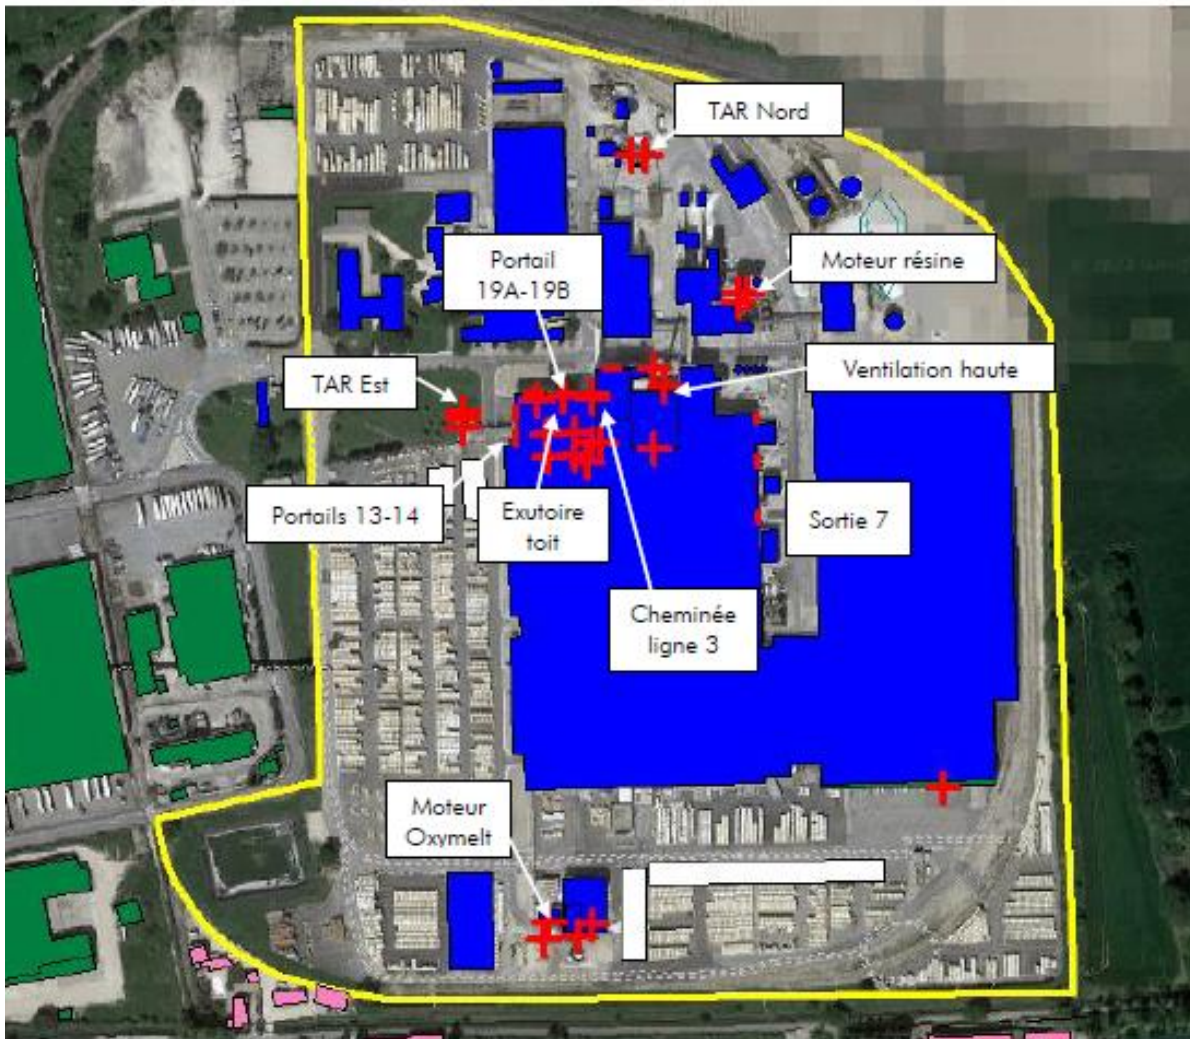 TAR Nord
Portail
19A-19B
Moteur résine
TAR Est
Ventilation haute
Portails 13-14
Exutoire
toit
Sortie 7
Cheminée
ligne 3
Moteur
Oxymelt